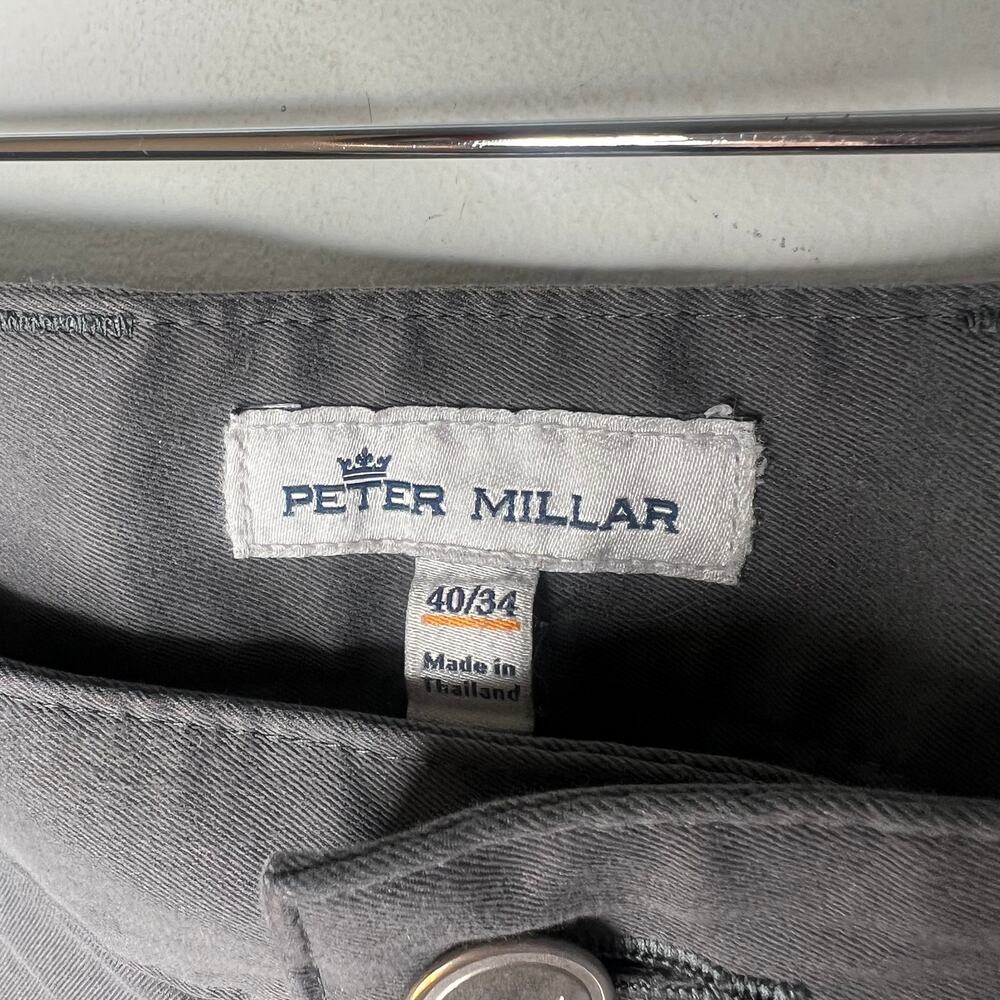 PETER MILLAR
40/34
Made in
Thailand